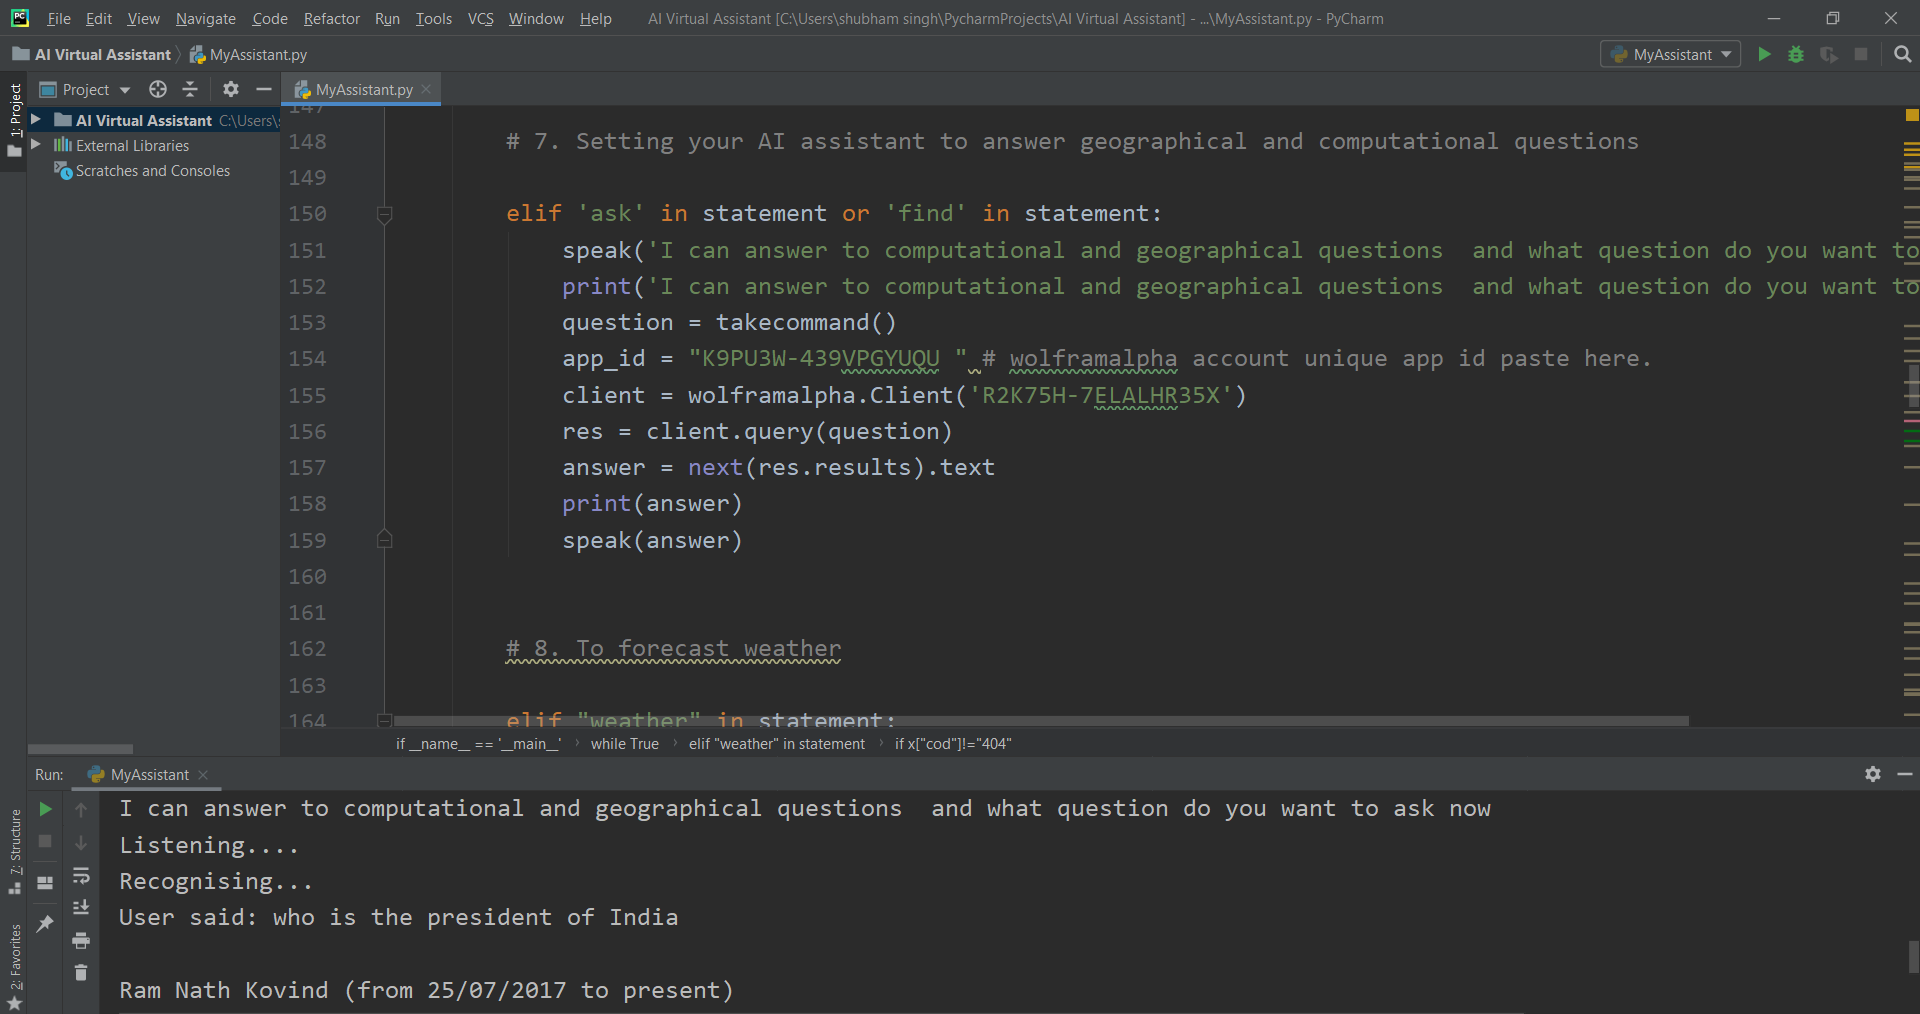 File Edit View Navigate Code Refactor Run Tools VCS Window Help AI Virtual Assistant [C:\Users\shubham singh\PycharmProjects\AI Virtual Assistant] - ...\MyAssistant.py - PyCharm
AI Virtual Assistant MyAssistant.py MyAssistant
1: Project
Project MyAssistant.py
AI Virtual Assistant C:\Users\s
External Libraries
Scratches and Consoles
147
148 # 7. Setting your AI assistant to answer geographical and computational questions
149
150 elif 'ask' in statement or 'find' in statement:
151 speak('I can answer to computational and geographical questions  and what question do you want to
152 print('I can answer to computational and geographical questions  and what question do you want to
153 question = takecommand()
154 app_id = "K9PU3W-439VPGYUQU " # wolframalpha account unique app id paste here.
155 client = wolframalpha.Client('R2K75H-7ELALHR35X')
156 res = client.query(question)
157 answer = next(res.results).text
158 print(answer)
159 speak(answer)
160
161
162 # 8. To forecast weather
163
164 elif "weather" in statement:
if __name__ == '__main__' while True elif "weather" in statement if x["cod"]!="404"
Run: MyAssistant
7: Structure
2: Favorites
I can answer to computational and geographical questions  and what question do you want to ask now
Listening....
Recognising...
User said: who is the president of India
Ram Nath Kovind (from 25/07/2017 to present)